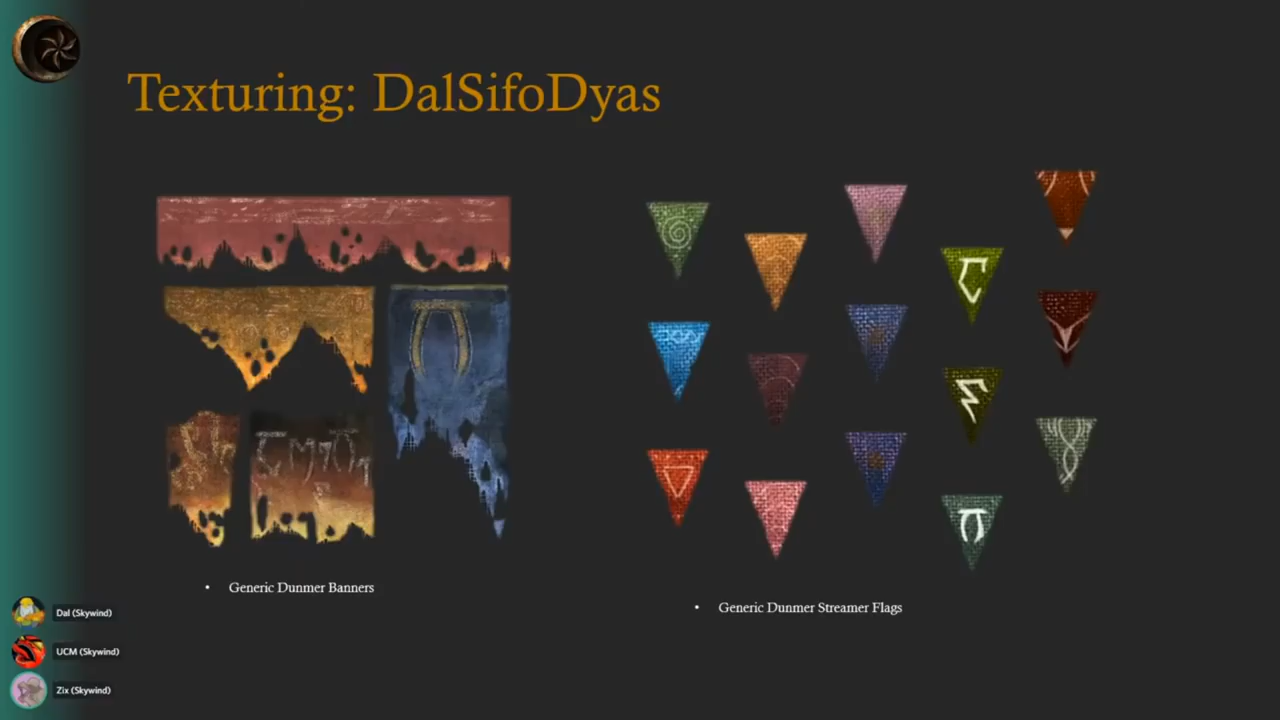 Texturing: DalSifoDyas
• Generic Dunmer Banners
• Generic Dunmer Streamer Flags
Dal (Skywind)
UCM (Skywind)
Zix (Skywind)